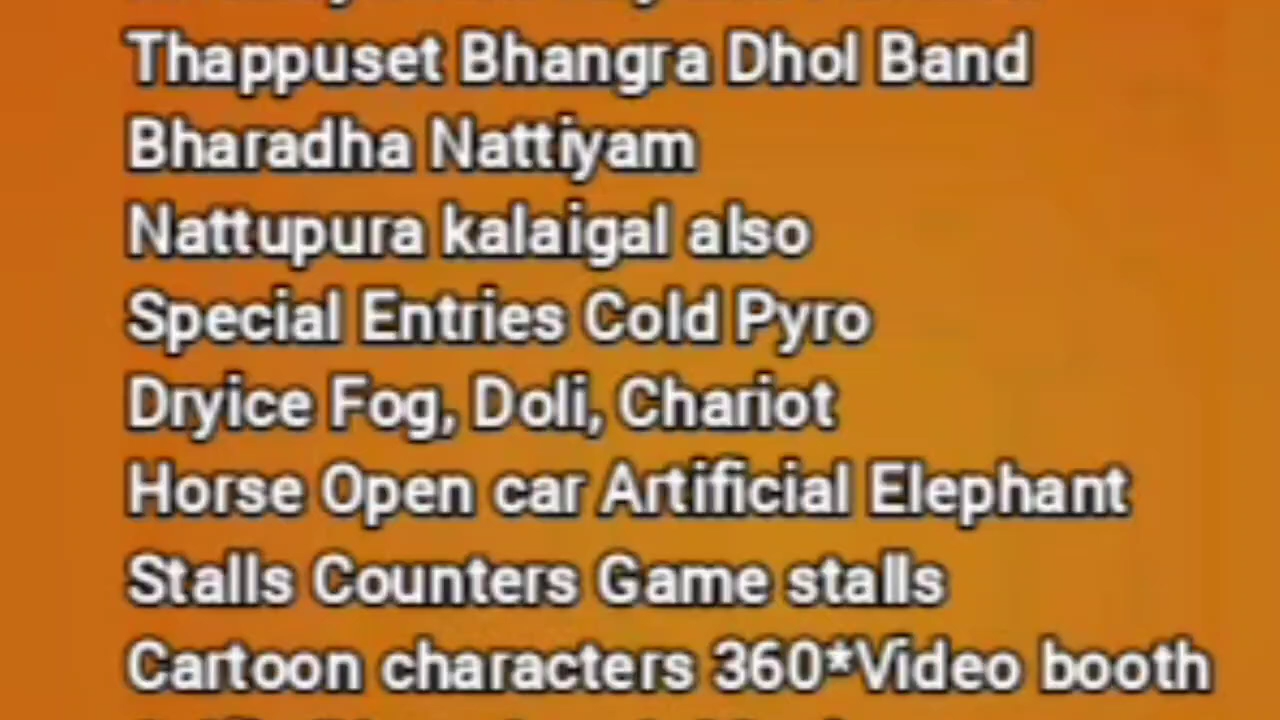 Thappuset Bhangra Dhol Band
Bharadha Nattiyam
Nattupura kalaigal also
Special Entries Cold Pyro
Dryice Fog, Doli, Chariot
Horse Open car Artificial Elephant
Stalls Counters Game stalls
Cartoon characters 360*Video booth